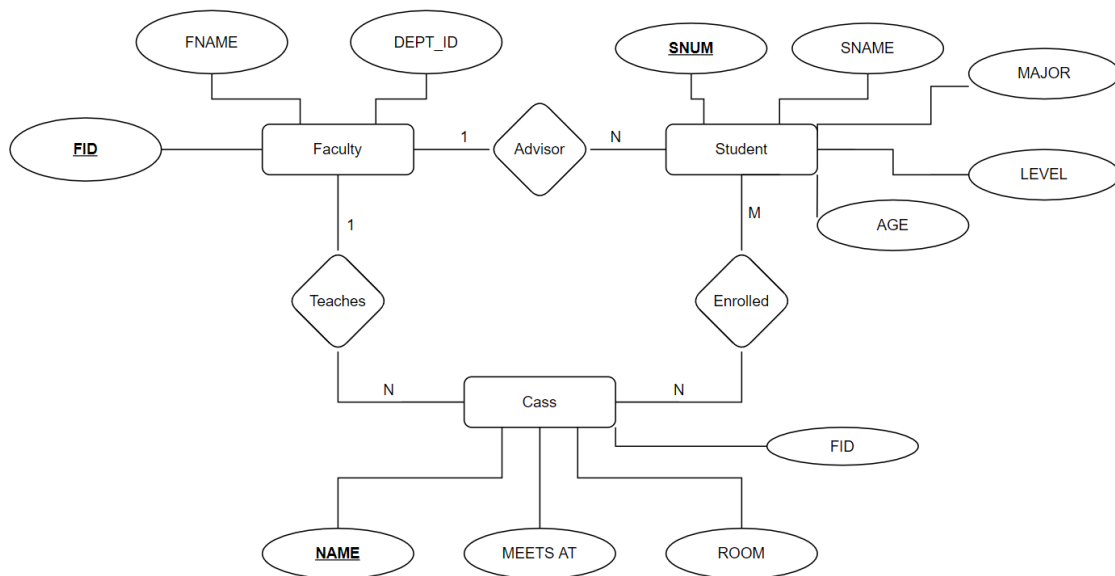 FNAME
DEPT_ID
SNUM
SNAME
MAJOR
FID
Faculty
1
Advisor
N
Student
LEVEL
1
M
AGE
Teaches
Enrolled
N
Cass
N
FID
NAME
MEETS AT
ROOM